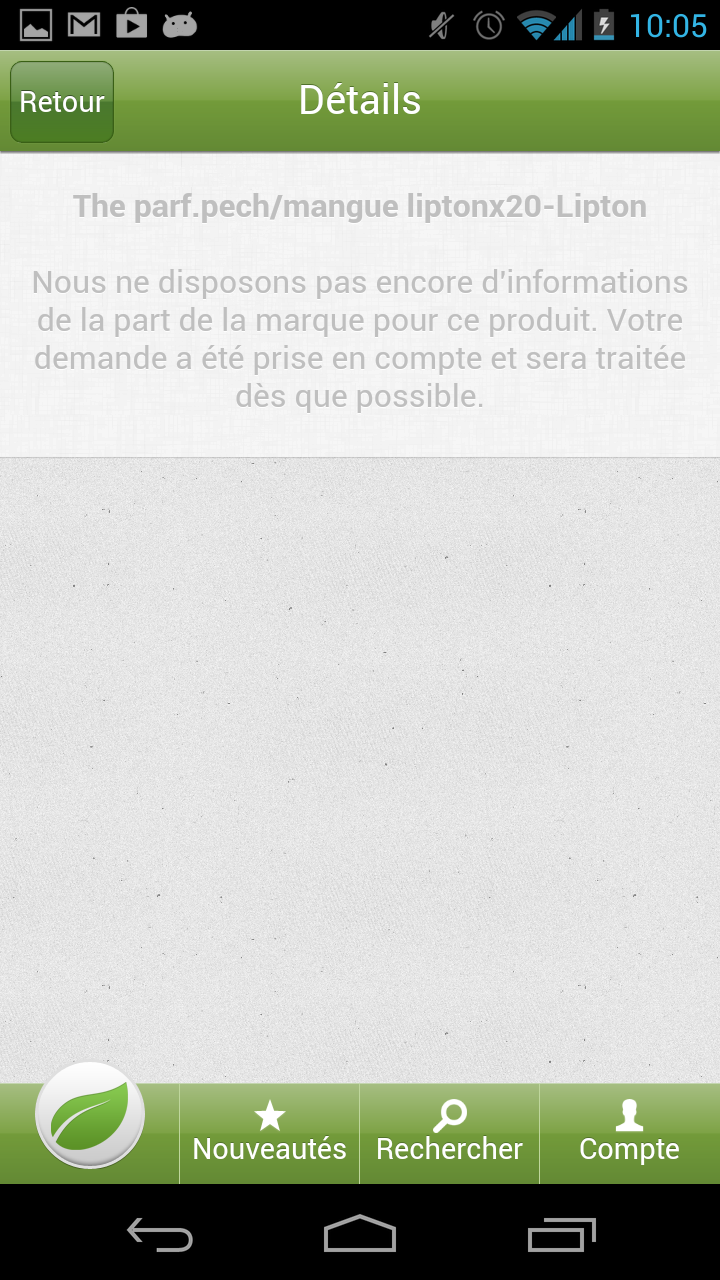 10:05
Retour
Détails
The parf.pech/mangue liptonx20-Lipton
Nous ne disposons pas encore d'informations
de la part de la marque pour ce produit. Votre
demande a été prise en compte et sera traitée
dès que possible.
Nouveautés
Rechercher
Compte